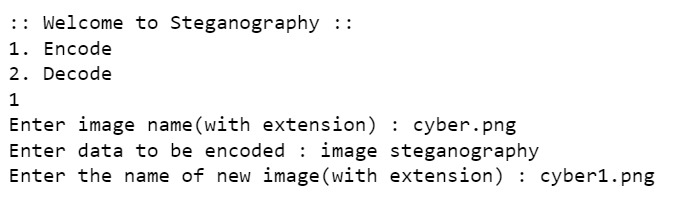 :: Welcome to Steganography ::
1. Encode
2. Decode
1
Enter image name(with extension) : cyber.png
Enter data to be encoded : image steganography
Enter the name of new image(with extension) : cyber1.png